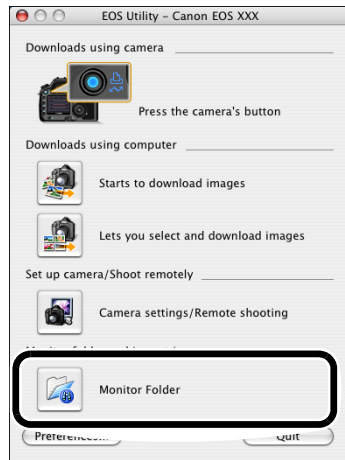 EOS Utility – Canon EOS XXX
Downloads using camera
Press the camera's button
Downloads using computer
Starts to download images
Lets you select and download images
Set up camera/Shoot remotely
Camera settings/Remote shooting
Monitor Folder
Preferences...
Quit